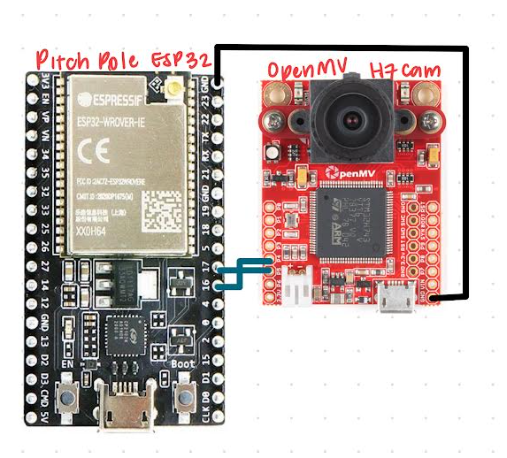 Pitch Pole ESP32
OpenMV H7 Cam
ESPRESSIF
ESP32-WROVER-IE
CE
XX0H64
OpenMV
ARM
3V3
EN
VP
VN
34
35
32
33
25
26
27
14
12
GND
13
D2
D3
CMD
5V
GND
23
22
TX
RX
21
GND
19
18
5
17
16
4
0
2
15
D1
D0
CLK
EN
Boot